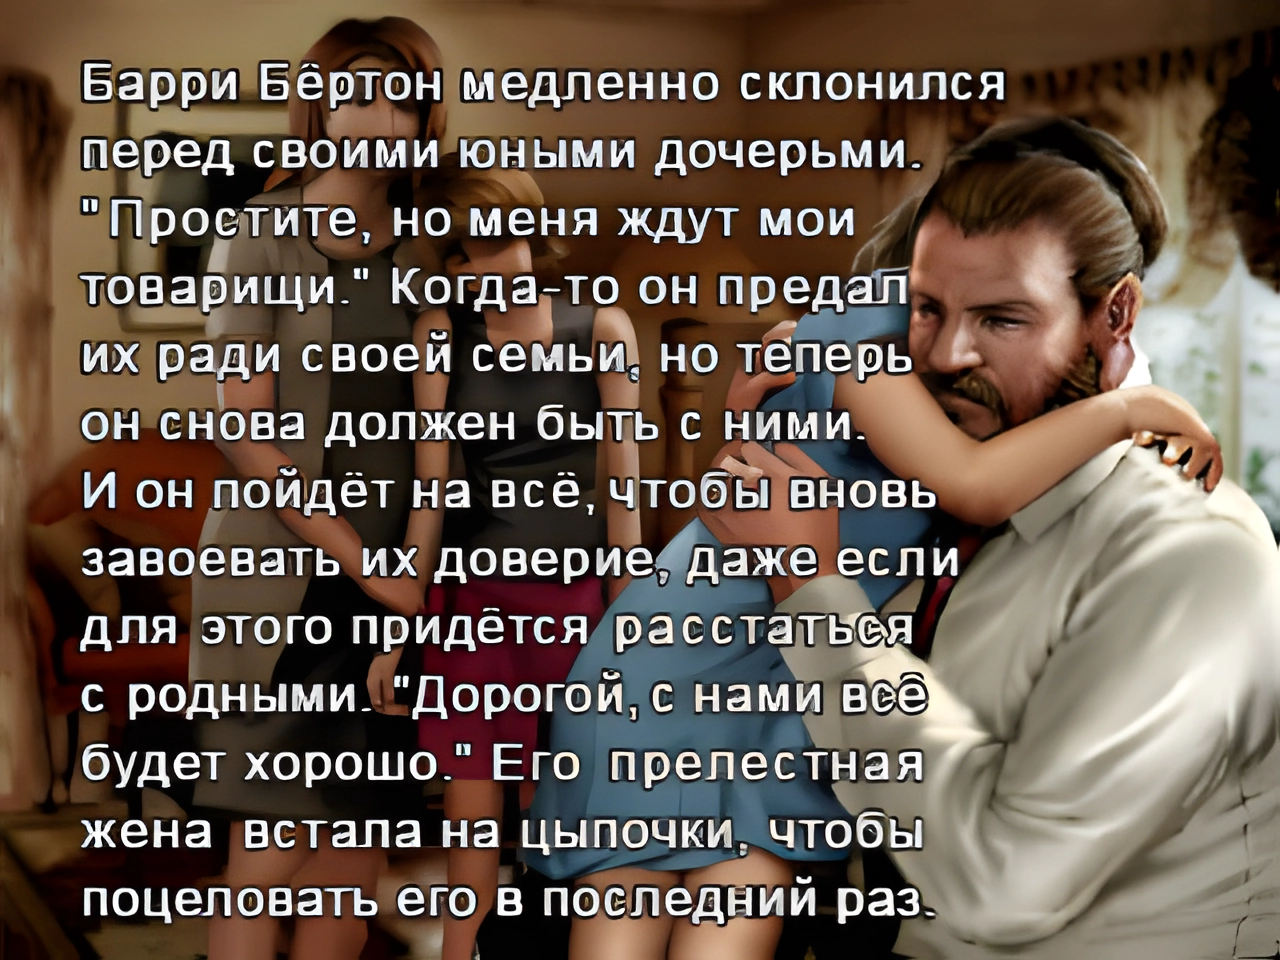 Барри Бёртон медленно склонился
перед своими юными дочерьми.
"Простите, но меня ждут мои
товарищи." Когда-то он предал
их ради своей семьи, но теперь
он снова должен быть с ними.
И он пойдёт на всё, чтобы вновь
завоевать их доверие, даже если
для этого придётся расстаться
с родными. "Дорогой, с нами всё
будет хорошо." Его прелестная
жена встала на цыпочки, чтобы
поцеловать его в последний раз.